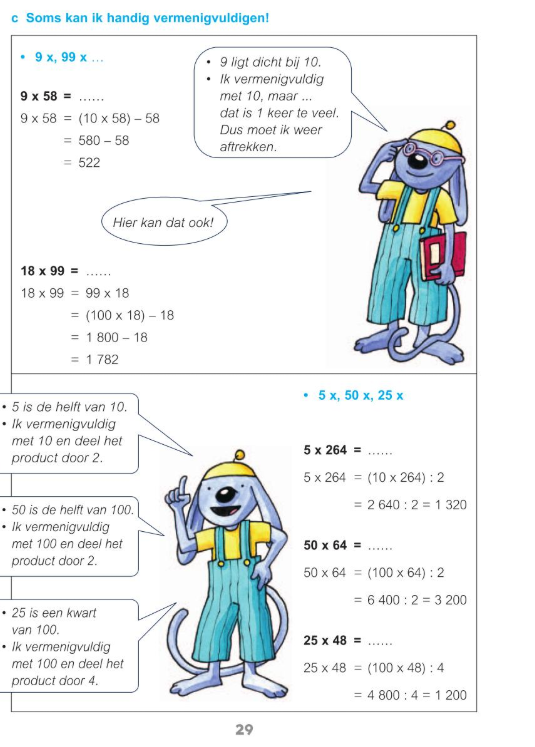 c Soms kan ik handig vermenigvuldigen!
• 9 x, 99 x ...
9 x 58 = ......
9 x 58 = (10 x 58) – 58
= 580 – 58
= 522
• 9 ligt dicht bij 10.
• Ik vermenigvuldig
met 10, maar ...
dat is 1 keer te veel.
Dus moet ik weer
aftrekken.
Hier kan dat ook!
18 x 99 = ......
18 x 99 = 99 x 18
= (100 x 18) – 18
= 1 800 – 18
= 1 782
• 5 is de helft van 10.
• Ik vermenigvuldig
met 10 en deel het
product door 2.
• 50 is de helft van 100.
• Ik vermenigvuldig
met 100 en deel het
product door 2.
• 25 is een kwart
van 100.
• Ik vermenigvuldig
met 100 en deel het
product door 4.
• 5 x, 50 x, 25 x
5 x 264 = ......
5 x 264 = (10 x 264) : 2
= 2 640 : 2 = 1 320
50 x 64 = ......
50 x 64 = (100 x 64) : 2
= 6 400 : 2 = 3 200
25 x 48 = ......
25 x 48 = (100 x 48) : 4
= 4 800 : 4 = 1 200
29